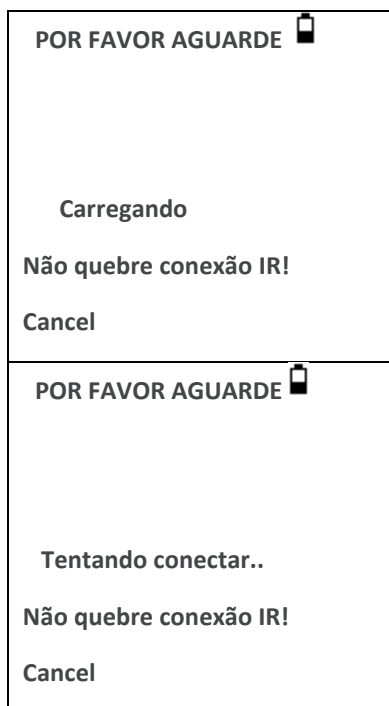 POR FAVOR AGUARDE
Carregando
Não quebre conexão IR!
Cancel
POR FAVOR AGUARDE
Tentando conectar..
Não quebre conexão IR!
Cancel